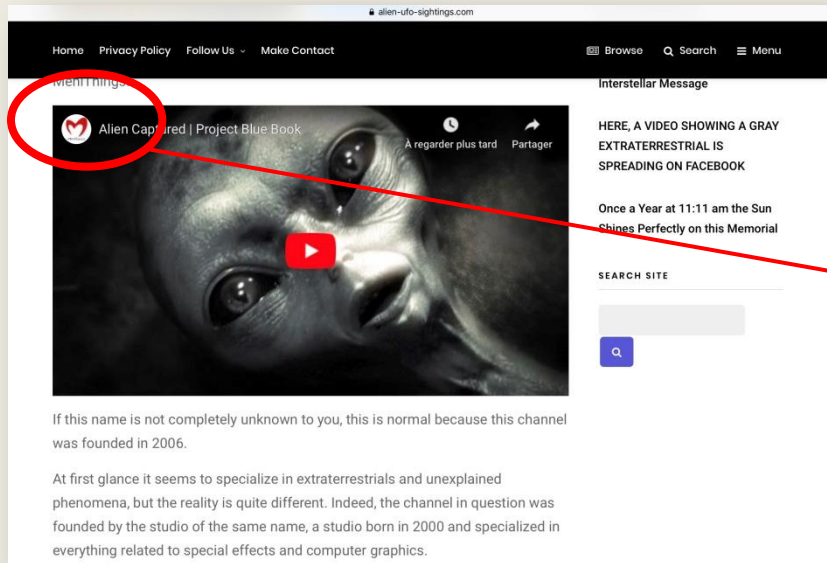 alien-ufo-sightings.com
Home Privacy Policy Follow Us Make Contact
Browse Search Menu
MeniThings
Alien Captured | Project Blue Book
À regarder plus tard
Partager
If this name is not completely unknown to you, this is normal because this channel
was founded in 2006.
At first glance it seems to specialize in extraterrestrials and unexplained
phenomena, but the reality is quite different. Indeed, the channel in question was
founded by the studio of the same name, a studio born in 2000 and specialized in
everything related to special effects and computer graphics.
Interstellar Message
HERE, A VIDEO SHOWING A GRAY
EXTRATERRESTRIAL IS
SPREADING ON FACEBOOK
Once a Year at 11:11 am the Sun
Shines Perfectly on this Memorial
SEARCH SITE